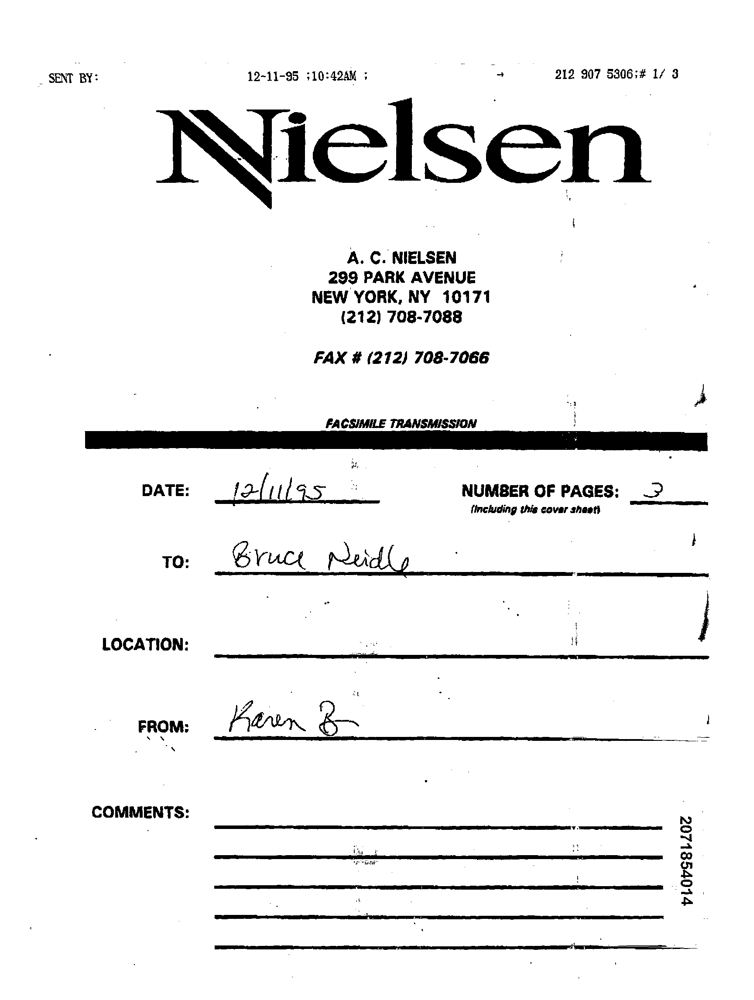 SENT BY: 12-11-95 ;10:42AM ; → 212 907 5306;# 1/ 3
Nielsen
A. C. NIELSEN
299 PARK AVENUE
NEW YORK, NY 10171
(212) 708-7088
FAX # (212) 708-7066
FACSIMILE TRANSMISSION
DATE: 12/11/95 NUMBER OF PAGES: 3
(Including this cover sheet)
TO: Bruce Neidle
LOCATION:
FROM: Karen B
COMMENTS:
2071854014